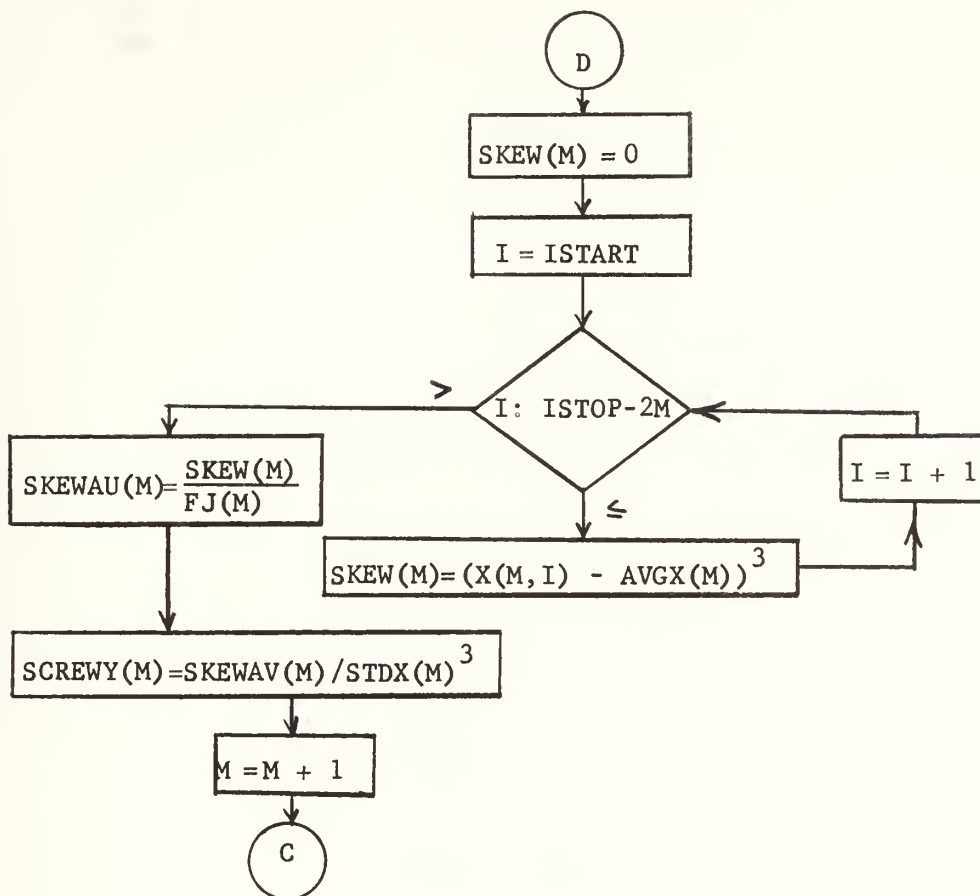 D
SKEW(M) = 0
I = ISTART
>
I: ISTOP-2M
≤
I = I + 1
SKEWAU(M)= SKEW(M)
FJ(M)
SKEW(M)=(X(M,I) - AVGX(M))³
SCREWY(M)=SKEWAV(M)/STDX(M)³
M = M + 1
C